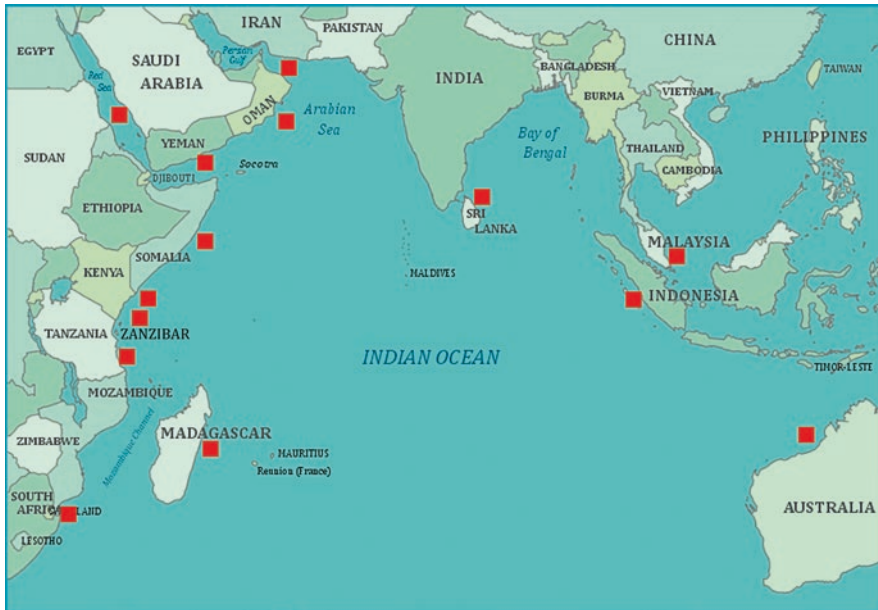 EGYPT
IRAN
PAKISTAN
CHINA
SAUDI
ARABIA
Persian
Gulf
Red
Sea
OMAN
Arabian
Sea
INDIA
BANGLADESH
BURMA
VIETNAM
TAIWAN
Bay of
Bengal
THAILAND
PHILIPPINES
CAMBODIA
SUDAN
YEMAN
Socotra
DJIBOUTI
ETHIOPIA
SOMALIA
KENYA
SRI
LANKA
MALDIVES
MALAYSIA
INDONESIA
TANZANIA
ZANZIBAR
INDIAN OCEAN
TIMOR-LESTE
MOZAMBIQUE
Mozambique Channel
ZIMBABWE
MADAGASCAR
MAURITIUS
Reunion (France)
SOUTH
AFRICA
LAND
LESOTHO
AUSTRALIA